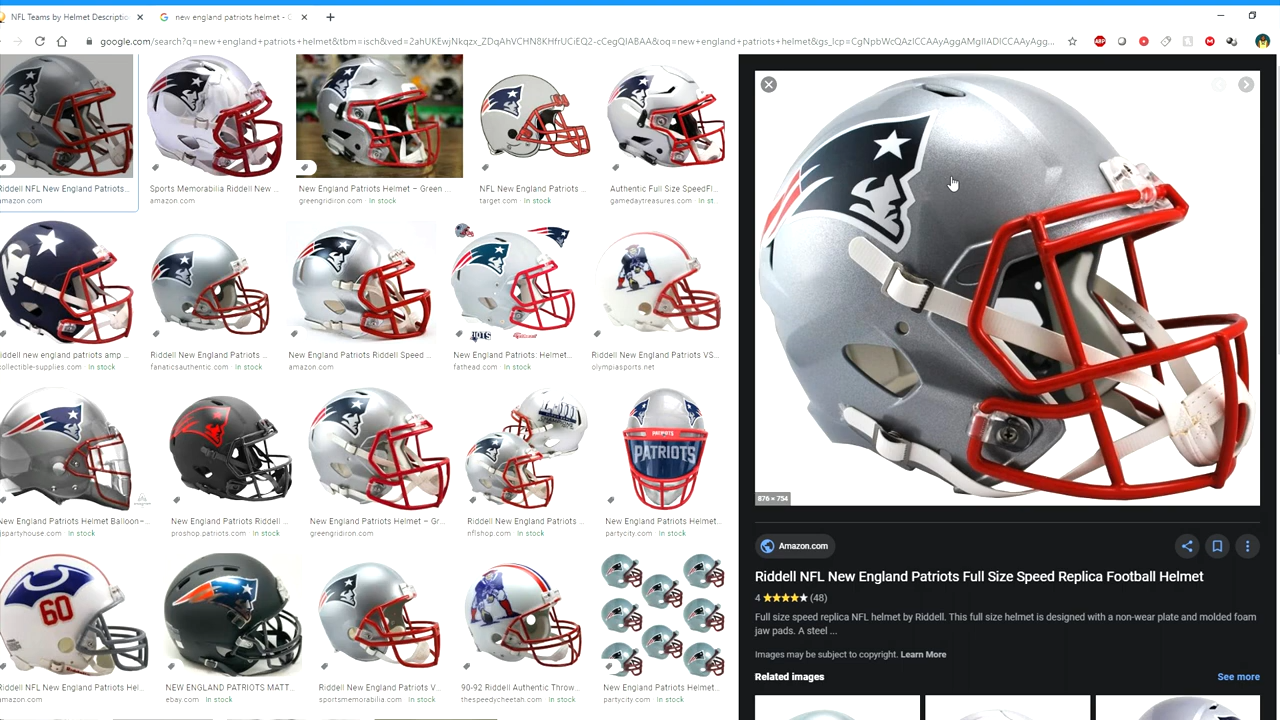 NFL Teams by Helmet Descriptio
new england patriots helmet - G
google.com/search?q=new+england+patriots+helmet&tbm=isch&ved=2ahUKEwjNkqzx_ZDqAhVCHN8KHfrUCiEQ2-cCegQIABAA&oq=new+england+patriots+helmet&gs_lcp=CgNpbWcQAzICCAAyAggAMgIIADICCAAyAgg...
Riddell NFL New England Patriots...
amazon.com
Sports Memorabilia Riddell New ...
amazon.com
New England Patriots Helmet – Green ...
greengridiron.com · In stock
NFL New England Patriots ...
target.com · In stock
Authentic Full Size SpeedFl...
gamedaytreasures.com · In st
riddell new england patriots amp ...
collectible-supplies.com · In stock
Riddell New England Patriots ...
fanaticsauthentic.com · In stock
New England Patriots Riddell Speed ...
amazon.com
New England Patriots: Helmet...
fathead.com · In stock
Riddell New England Patriots VS...
olympiasports.net
New England Patriots Helmet Balloon–...
jspartyhouse.com · In stock
New England Patriots Riddell ...
proshop.patriots.com · In stock
New England Patriots Helmet – Gr...
greengridiron.com
Riddell New England Patriots ...
nflshop.com · In stock
PATRIOTS
PATRIOTS
New England Patriots Helmet...
partycity.com · In stock
60
Riddell NFL New England Patriots Hel...
amazon.com
NEW ENGLAND PATRIOTS MATT...
ebay.com · In stock
Riddell New England Patriots V...
sportsmemorabilia.com · In stock
90-92 Riddell Authentic Throw...
thespeedycheetah.com · In stock
New England Patriots Helmet...
partycity.com · In stock
876 × 754
Amazon.com
Riddell NFL New England Patriots Full Size Speed Replica Football Helmet
4 ★★★★★ (48)
Full size speed replica NFL helmet by Riddell. This full size helmet is designed with a non-wear plate and molded foam
jaw pads. A steel ...
Images may be subject to copyright. Learn More
Related images
See more